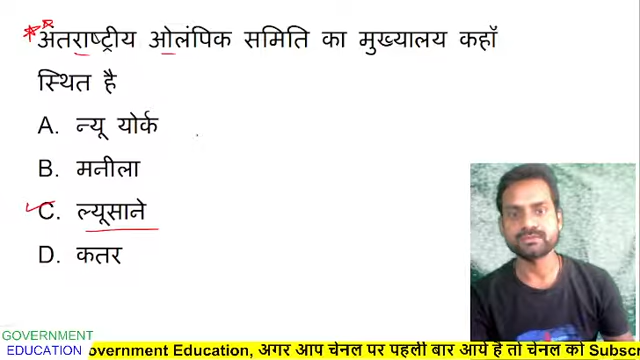 अंतराष्ट्रीय ओलंपिक समिति का मुख्यालय कहाँ
स्थित है
A. न्यू योर्क
B. मनीला
C. ल्यूसाने
D. कतर
GOVERNMENT
EDUCATION
overnment Education, अगर आप चेनल पर पहली बार आये है तो चेनल को Subsc